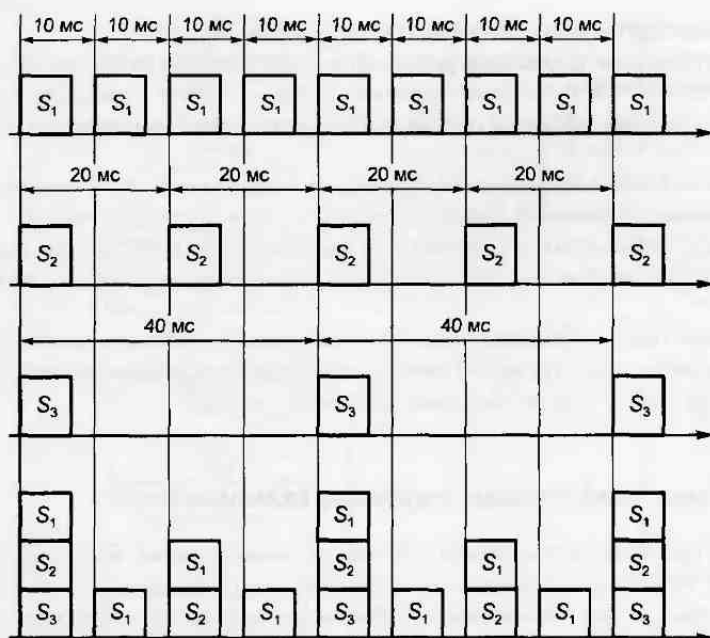 10 мс 10 мс 10 мс 10 мс 10 мс 10 мс 10 мс 10 мс
S₁ S₁ S₁ S₁ S₁ S₁ S₁ S₁ S₁
20 мс 20 мс 20 мс 20 мс
S₂ S₂ S₂ S₂ S₂
40 мс 40 мс
S₃ S₃ S₃
S₁ S₁ S₁
S₂ S₁ S₂ S₁ S₂
S₃ S₁ S₂ S₁ S₃ S₁ S₂ S₁ S₃